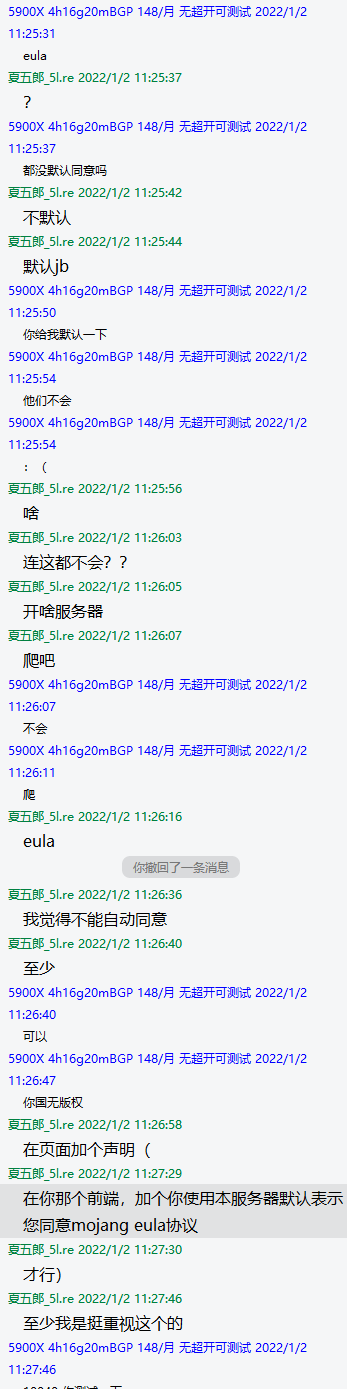 5900X 4h16g20mBGP 148/月 无超开可测试 2022/1/2
11:25:31
eula
夏五郎_5l.re 2022/1/2 11:25:37
？
5900X 4h16g20mBGP 148/月 无超开可测试 2022/1/2
11:25:37
都没默认同意吗
夏五郎_5l.re 2022/1/2 11:25:42
不默认
夏五郎_5l.re 2022/1/2 11:25:44
默认jb
5900X 4h16g20mBGP 148/月 无超开可测试 2022/1/2
11:25:50
你给我默认一下
5900X 4h16g20mBGP 148/月 无超开可测试 2022/1/2
11:25:54
他们不会
5900X 4h16g20mBGP 148/月 无超开可测试 2022/1/2
11:25:54
：（
夏五郎_5l.re 2022/1/2 11:25:56
啥
夏五郎_5l.re 2022/1/2 11:26:03
连这都不会？？
夏五郎_5l.re 2022/1/2 11:26:05
开啥服务器
夏五郎_5l.re 2022/1/2 11:26:07
爬吧
5900X 4h16g20mBGP 148/月 无超开可测试 2022/1/2
11:26:07
不会
5900X 4h16g20mBGP 148/月 无超开可测试 2022/1/2
11:26:11
爬
夏五郎_5l.re 2022/1/2 11:26:16
eula
你撤回了一条消息
夏五郎_5l.re 2022/1/2 11:26:36
我觉得不能自动同意
夏五郎_5l.re 2022/1/2 11:26:40
至少
5900X 4h16g20mBGP 148/月 无超开可测试 2022/1/2
11:26:40
可以
5900X 4h16g20mBGP 148/月 无超开可测试 2022/1/2
11:26:47
你国无版权
夏五郎_5l.re 2022/1/2 11:26:58
在页面加个声明（
夏五郎_5l.re 2022/1/2 11:27:29
在你那个前端，加个你使用本服务器默认表示
您同意mojang eula协议
夏五郎_5l.re 2022/1/2 11:27:30
才行）
夏五郎_5l.re 2022/1/2 11:27:46
至少我是挺重视这个的
5900X 4h16g20mBGP 148/月 无超开可测试 2022/1/2
11:27:46